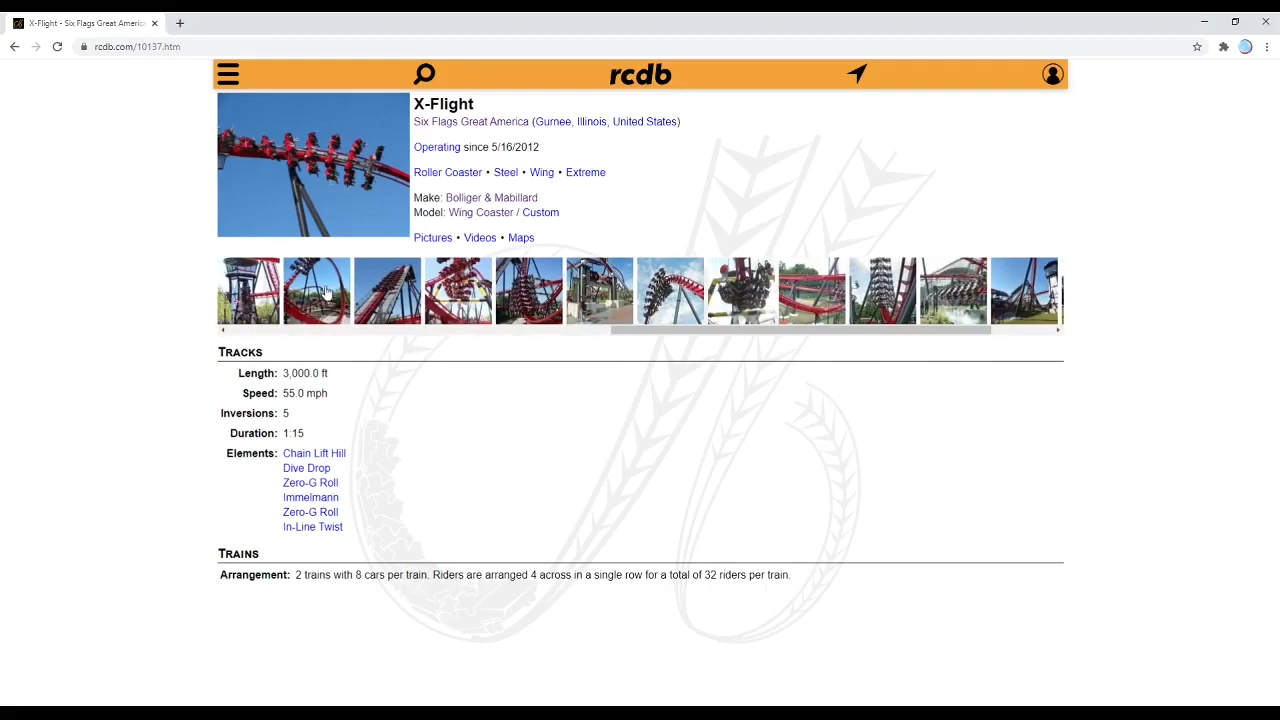 X-Flight - Six Flags Great Americ
rcdb.com/10137.htm
rcdb
X-Flight
Six Flags Great America (Gurnee, Illinois, United States)
Operating since 5/16/2012
Roller Coaster • Steel • Wing • Extreme
Make: Bolliger & Mabillard
Model: Wing Coaster / Custom
Pictures • Videos • Maps
Tracks
Length: 3,000.0 ft
Speed: 55.0 mph
Inversions: 5
Duration: 1:15
Elements: Chain Lift Hill
Dive Drop
Zero-G Roll
Immelmann
Zero-G Roll
In-Line Twist
Trains
Arrangement: 2 trains with 8 cars per train. Riders are arranged 4 across in a single row for a total of 32 riders per train.